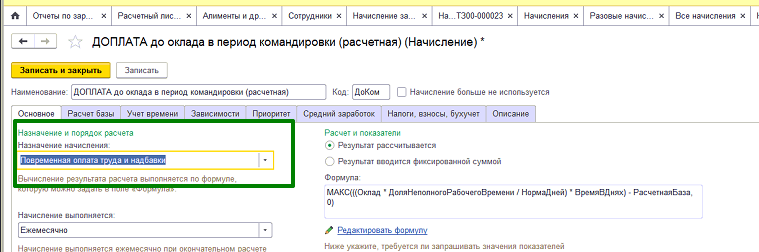 Отчеты по зар...
Расчетный лис...
Алименты и др...
Сотрудники
Начисление за...
На...ТЗ00-000023
Начисления
Разовые начис...
Все начисления
ДОПЛАТА до оклада в период командировки (расчетная) (Начисление) *
Записать и закрыть
Записать
Наименование: ДОПЛАТА до оклада в период командировки (расчетная) Код: ДоКом Начисление больше не используется
Основное Расчет базы Учет времени Зависимости Приоритет Средний заработок Налоги, взносы, бухучет Описание
Назначение и порядок расчета
Назначение начисления:
Повременная оплата труда и надбавки
Вычисление результата расчета выполняется по формуле,
которую можно задать в поле «Формула».
Начисление выполняется:
Ежемесячно
Начисление выполняется ежемесячно при окончательном расчете
Расчет и показатели
Результат рассчитывается
Результат вводится фиксированной суммой
Формула:
МАКС(((Оклад * ДоляНеполногоРабочегоВремени / НормаДней) * ВремяВДнях) - РасчетнаяБаза,
0)
Редактировать формулу
Ниже укажите, требуется ли запрашивать значения показателей